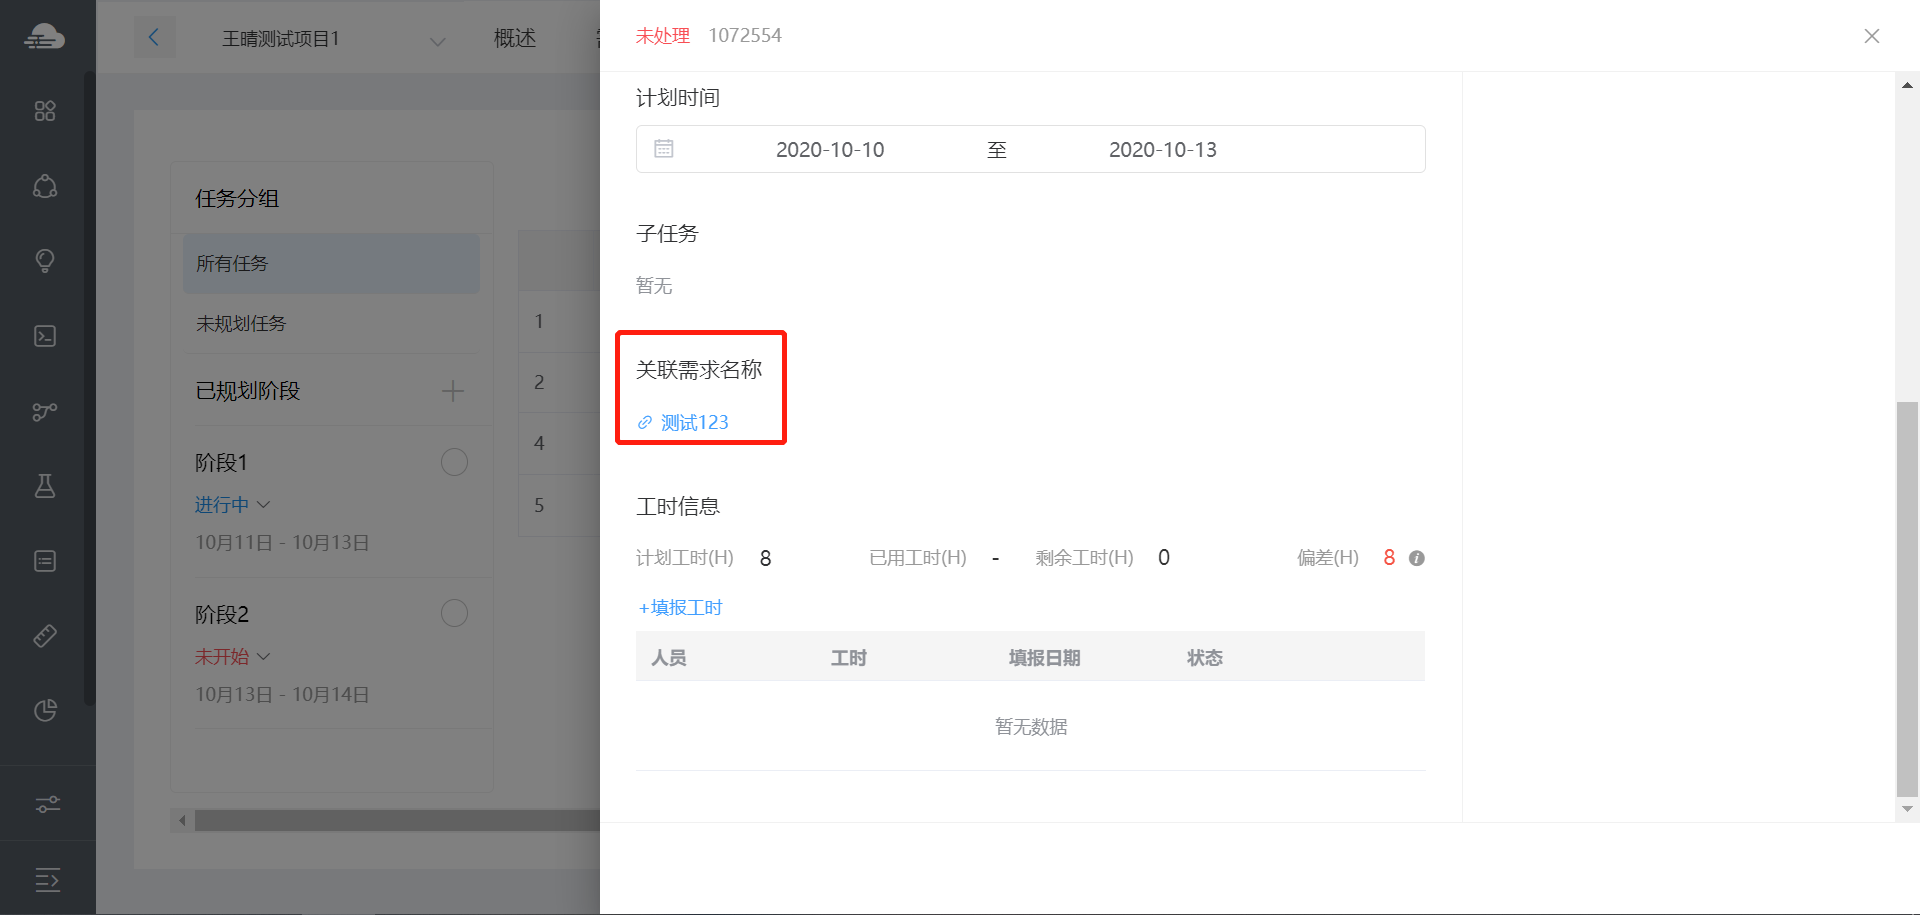 王晴测试项目1
概述
任务分组
所有任务
未规划任务
已规划阶段
阶段1
进行中
10月11日 - 10月13日
阶段2
未开始
10月13日 - 10月14日
1
2
4
5
未处理 1072554
计划时间
2020-10-10 至 2020-10-13
子任务
暂无
关联需求名称
测试123
工时信息
计划工时(H) 8 已用工时(H) - 剩余工时(H) 0 偏差(H) 8
+填报工时
人员 工时 填报日期 状态
暂无数据